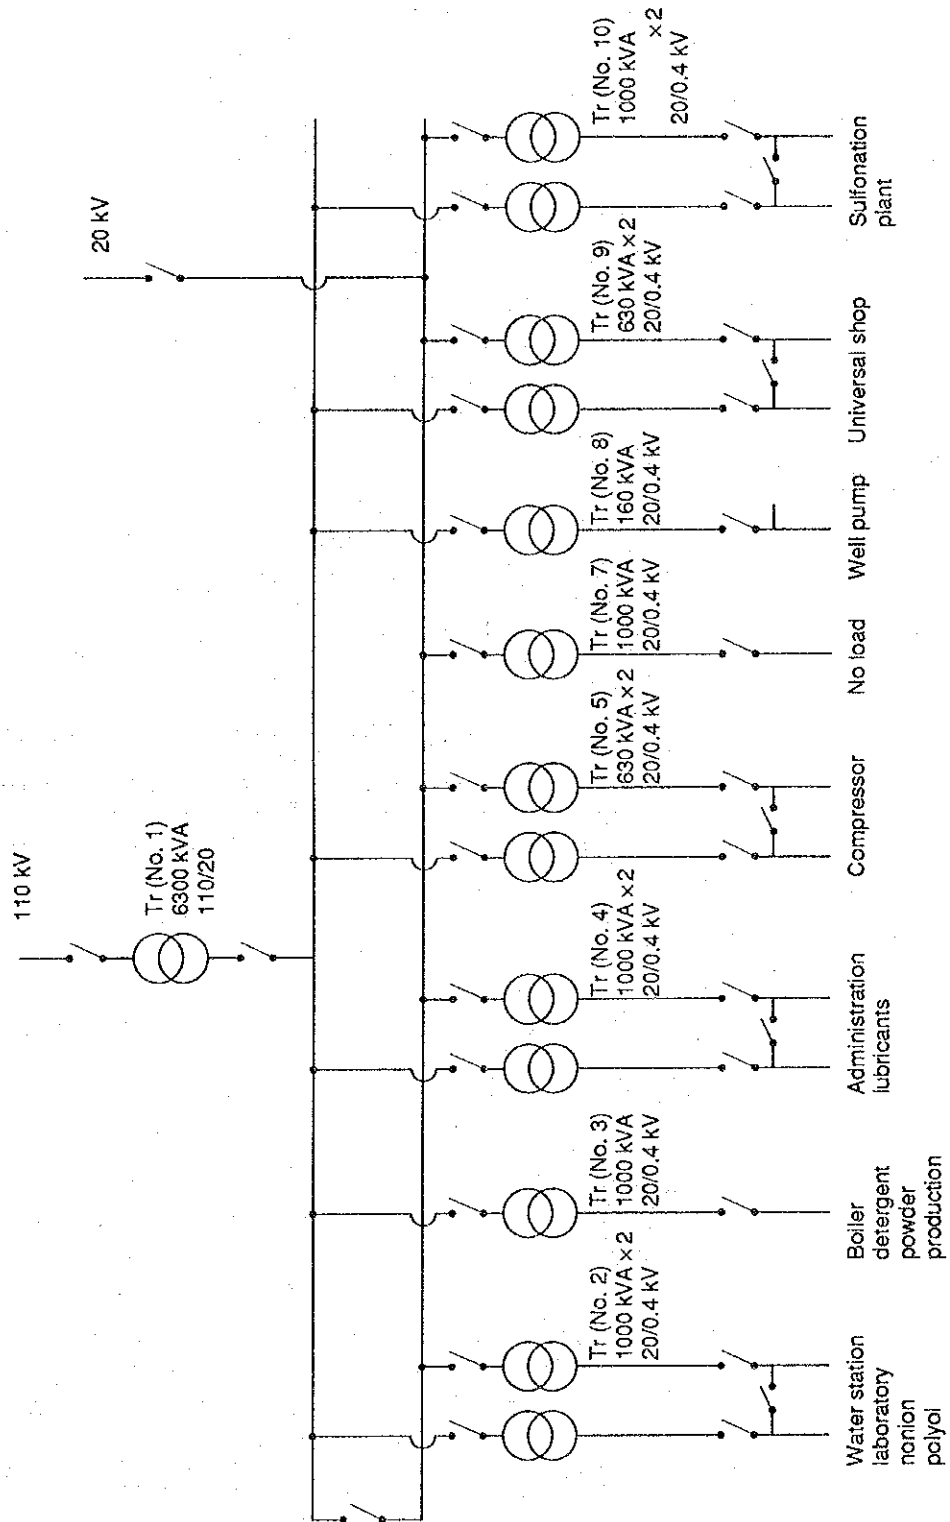 110 kV
Tr (No. 1)
6300 kVA
110/20
20 kV
Tr (No. 2)
1000 kVA ×2
20/0.4 kV
Tr (No. 3)
1000 kVA
20/0.4 kV
Tr (No. 4)
1000 kVA ×2
20/0.4 kV
Tr (No. 5)
630 kVA ×2
20/0.4 kV
Tr (No. 7)
1000 kVA
20/0.4 kV
Tr (No. 8)
160 kVA
20/0.4 kV
Tr (No. 9)
630 kVA ×2
20/0.4 kV
Tr (No. 10)
1000 kVA
×2
20/0.4 kV
Water station
laboratory
nonion
polyol
Boiler
detergent
powder
production
Administration
lubricants
Compressor
No load
Well pump
Universal shop
Sulfonation
plant